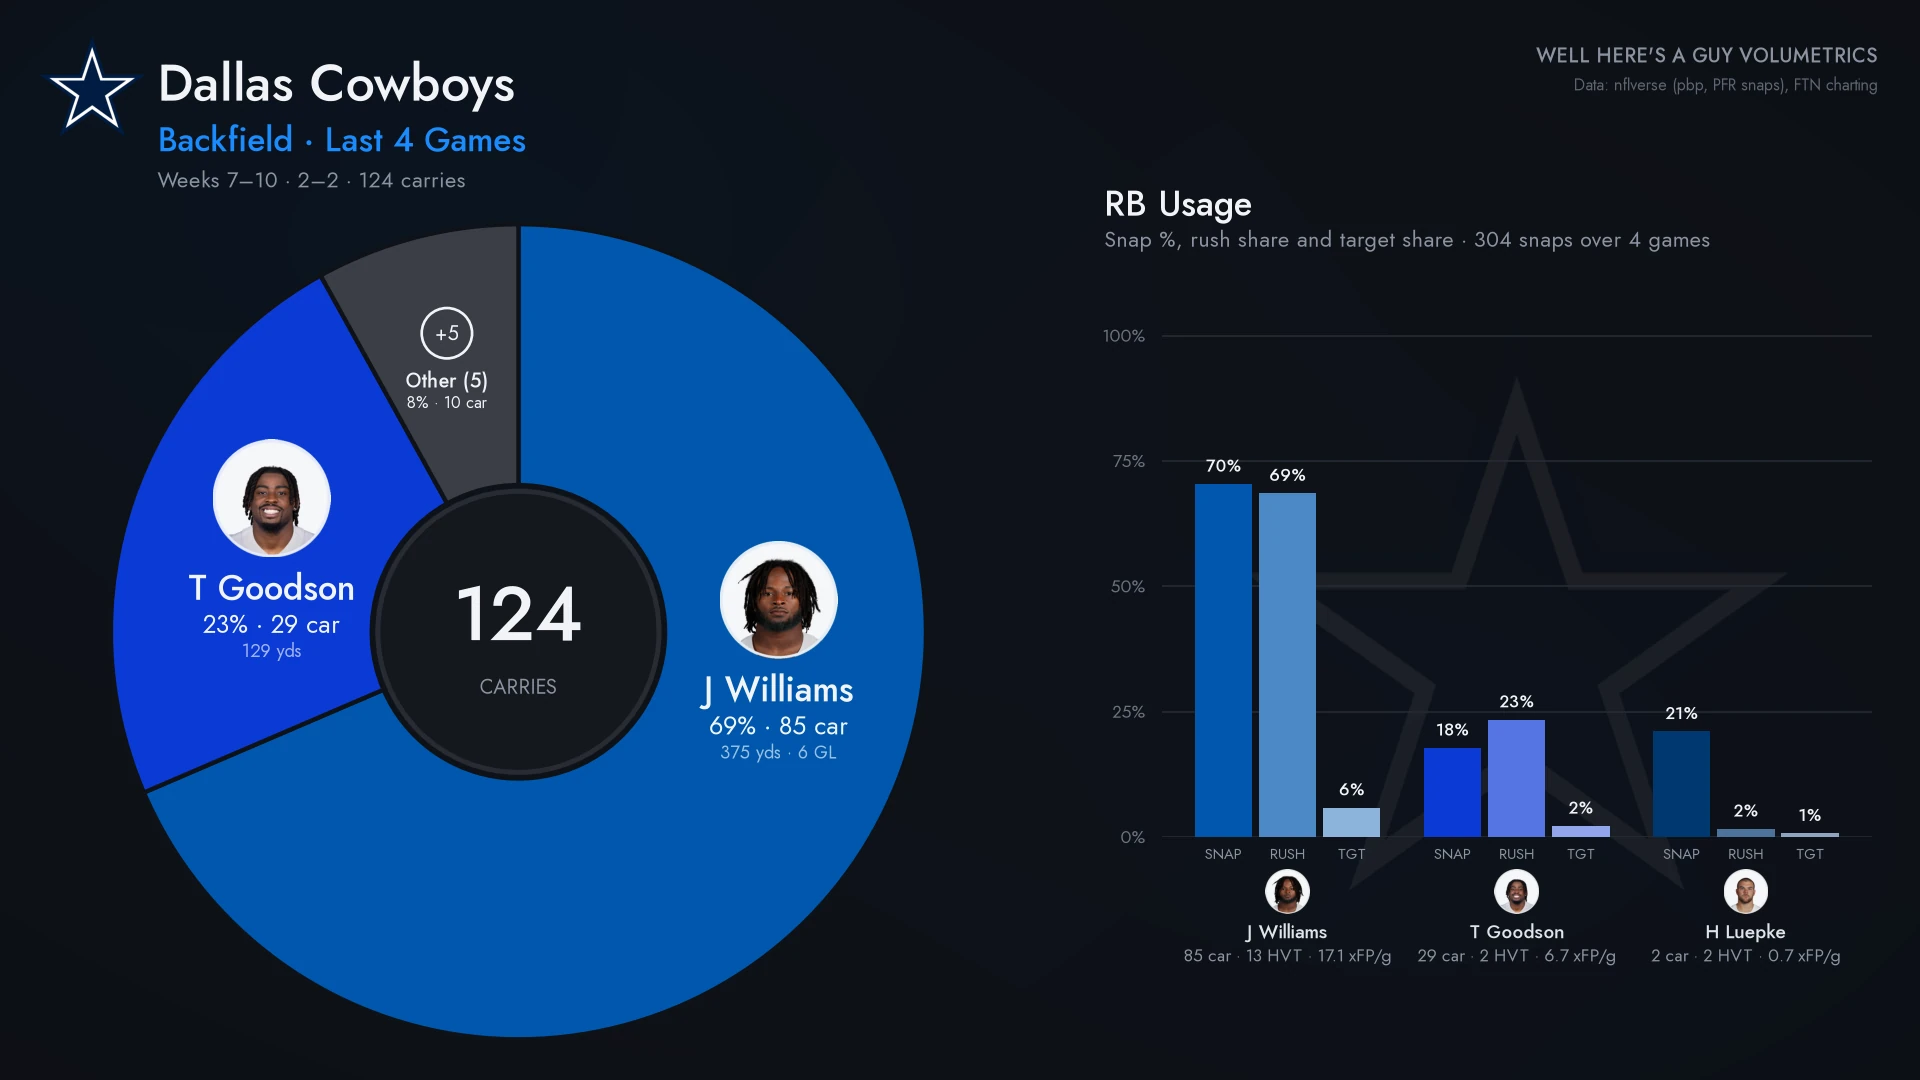 Dallas Cowboys
Backfield · Last 4 Games
Weeks 7–10 · 2–2 · 124 carries
WELL HERE'S A GUY VOLUMETRICS
Data: nflverse (pbp, PFR snaps), FTN charting
+5
Other (5)
8% · 10 car
T Goodson
23% · 29 car
129 yds
124
CARRIES
J Williams
69% · 85 car
375 yds · 6 GL
RB Usage
Snap %, rush share and target share · 304 snaps over 4 games
100%
75%
50%
25%
0%
70% 69% 6%
18% 23% 2%
21% 2% 1%
SNAP RUSH TGT SNAP RUSH TGT SNAP RUSH TGT
J Williams
85 car · 13 HVT · 17.1 xFP/g
T Goodson
29 car · 2 HVT · 6.7 xFP/g
H Luepke
2 car · 2 HVT · 0.7 xFP/g